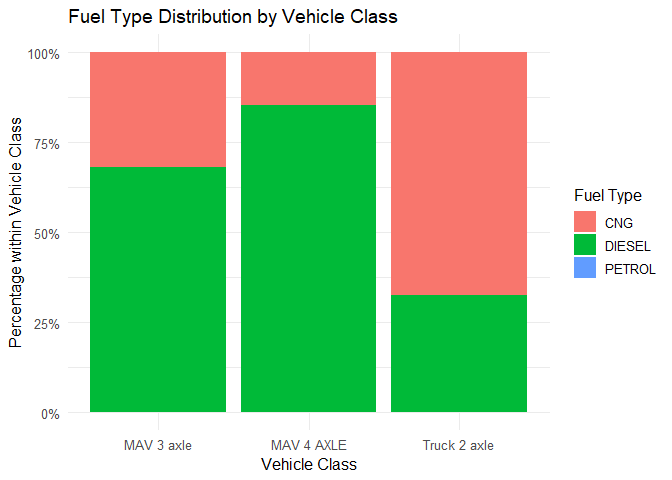 Fuel Type Distribution by Vehicle Class
Percentage within Vehicle Class
100%
75%
50%
25%
0%
MAV 3 axle
MAV 4 AXLE
Truck 2 axle
Vehicle Class
Fuel Type
CNG
DIESEL
PETROL